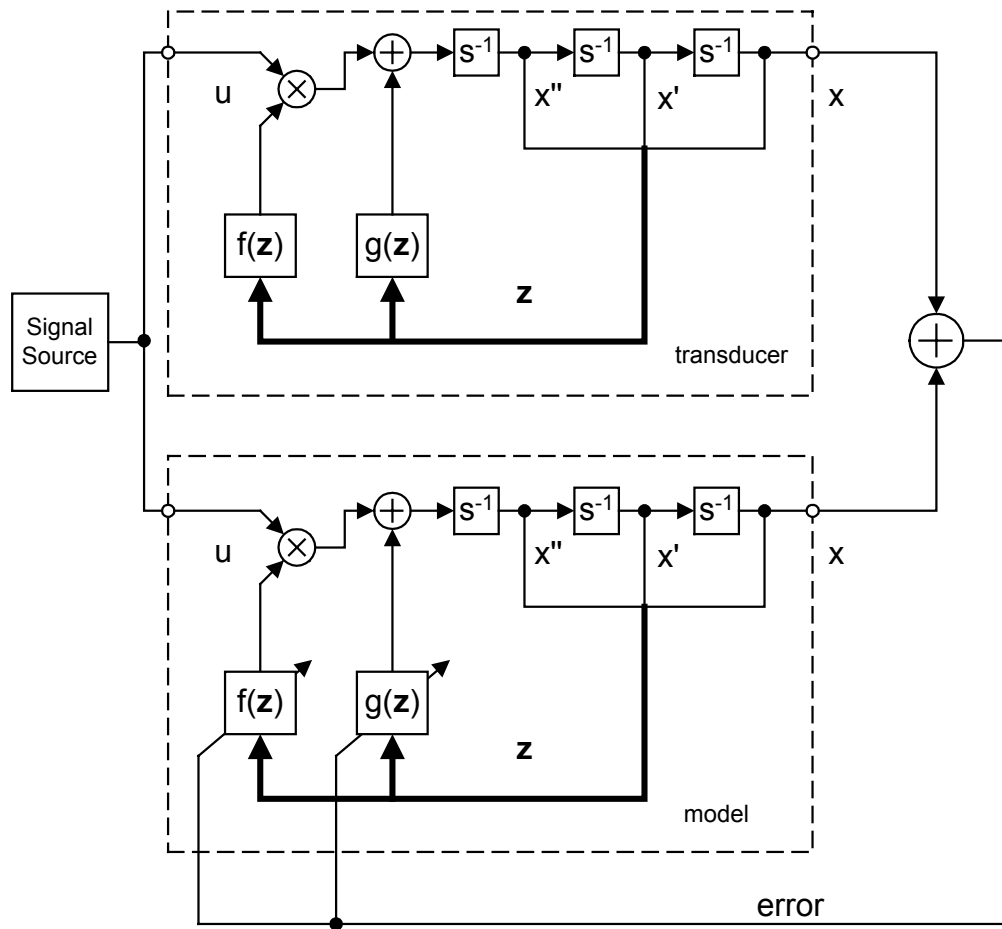 s⁻¹ s⁻¹ s⁻¹
u × + x" x' x
f(z) g(z)
z
Signal
Source
transducer
+
s⁻¹ s⁻¹ s⁻¹
u × + x" x' x
f(z) g(z)
z
model
error